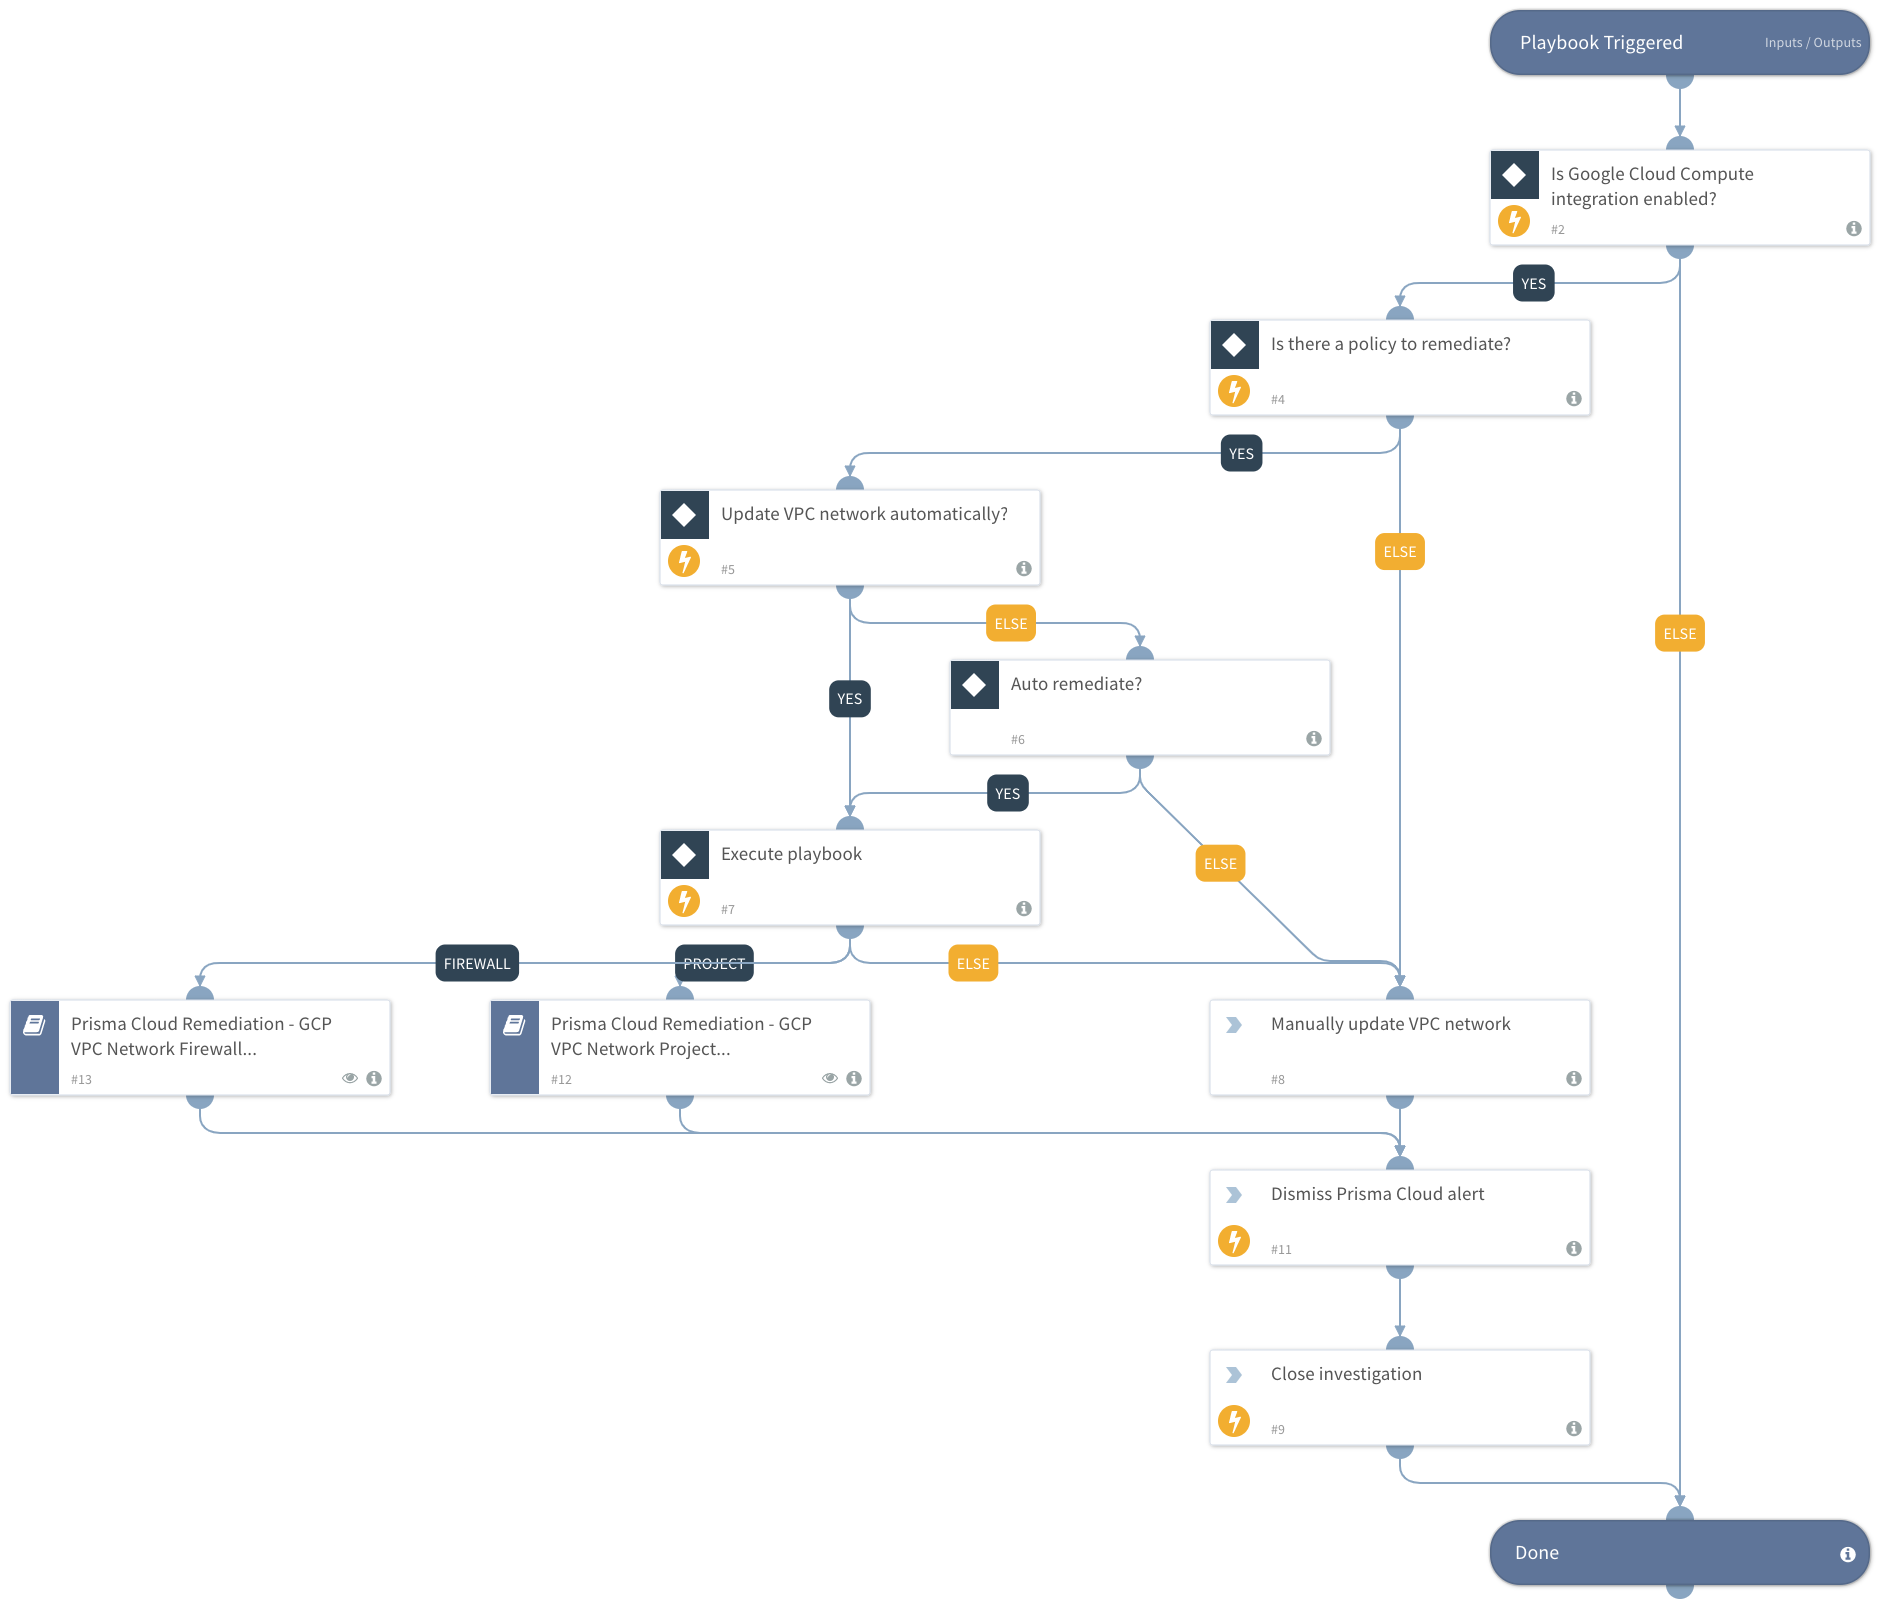 Playbook Triggered
Inputs / Outputs
Is Google Cloud Compute
integration enabled?
#2
YES
Is there a policy to remediate?
#4
YES
Update VPC network automatically?
#5
ELSE
ELSE
ELSE
Auto remediate?
#6
YES
YES
Execute playbook
#7
ELSE
FIREWALL
PROJECT
ELSE
Prisma Cloud Remediation - GCP
VPC Network Firewall...
#13
Prisma Cloud Remediation - GCP
VPC Network Project...
#12
Manually update VPC network
#8
Dismiss Prisma Cloud alert
#11
Close investigation
#9
Done